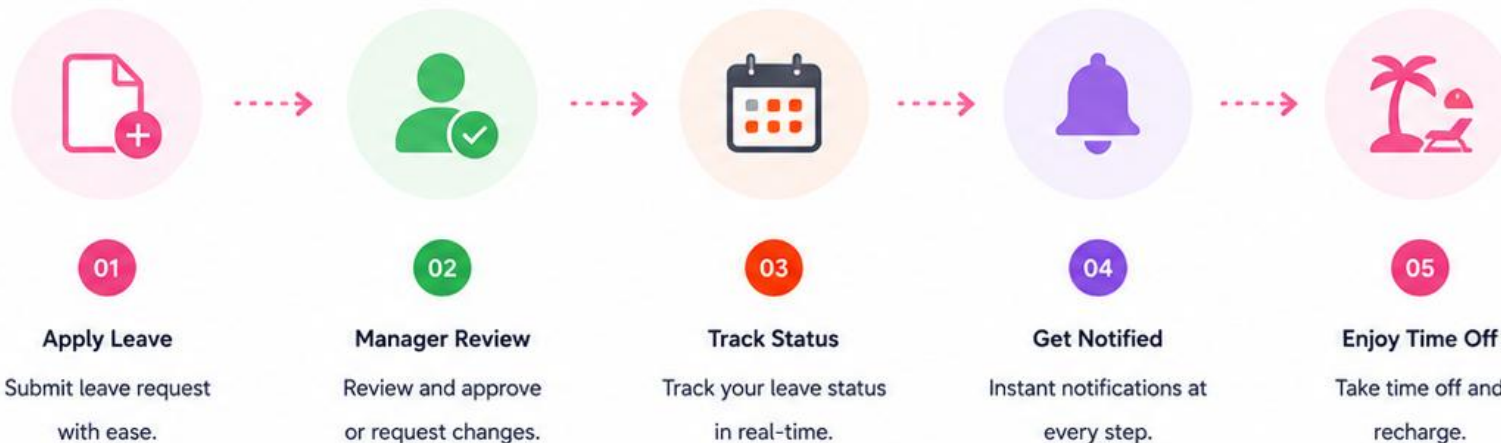 01
Apply Leave
Submit leave request
with ease.
02
Manager Review
Review and approve
or request changes.
03
Track Status
Track your leave status
in real-time.
04
Get Notified
Instant notifications at
every step.
05
Enjoy Time Off
Take time off and
recharge.